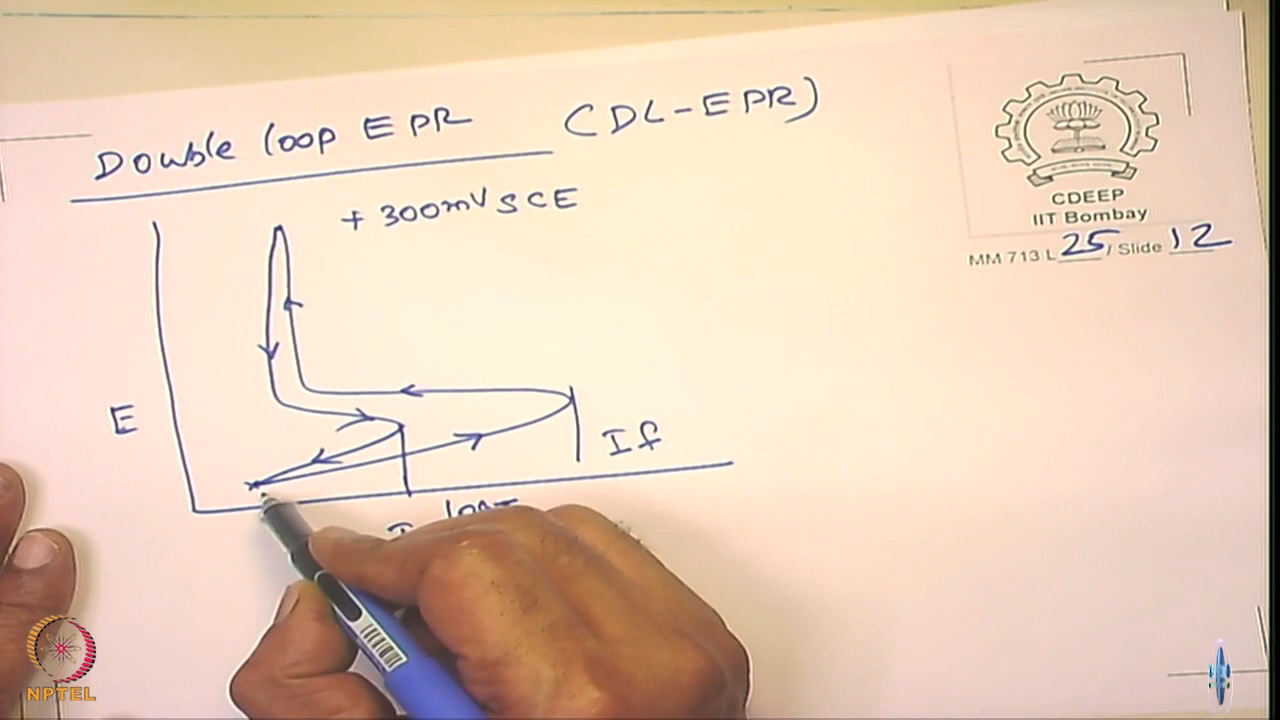 Double loop EPR (DL-EPR)
+ 300mV SCE
CDEEP
IIT Bombay
MM 713 L 25 / Slide 12
E
If
NPTEL